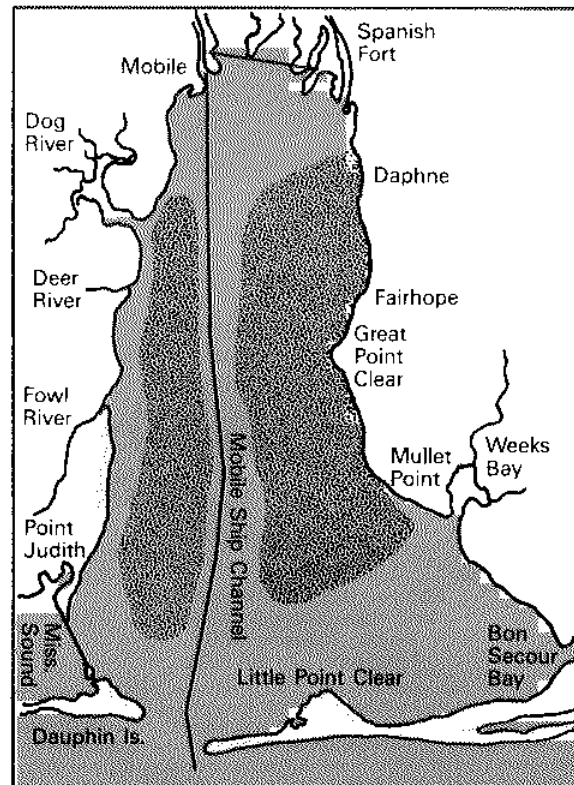 Spanish
Fort
Mobile
Dog
River
Daphne
Deer
River
Fairhope
Great
Point
Clear
Fowl
River
Mobile Ship Channel
Mullet
Point
Weeks
Bay
Point
Judith
Miss.
Sound
Bon
Secour
Bay
Little Point Clear
Dauphin Is.